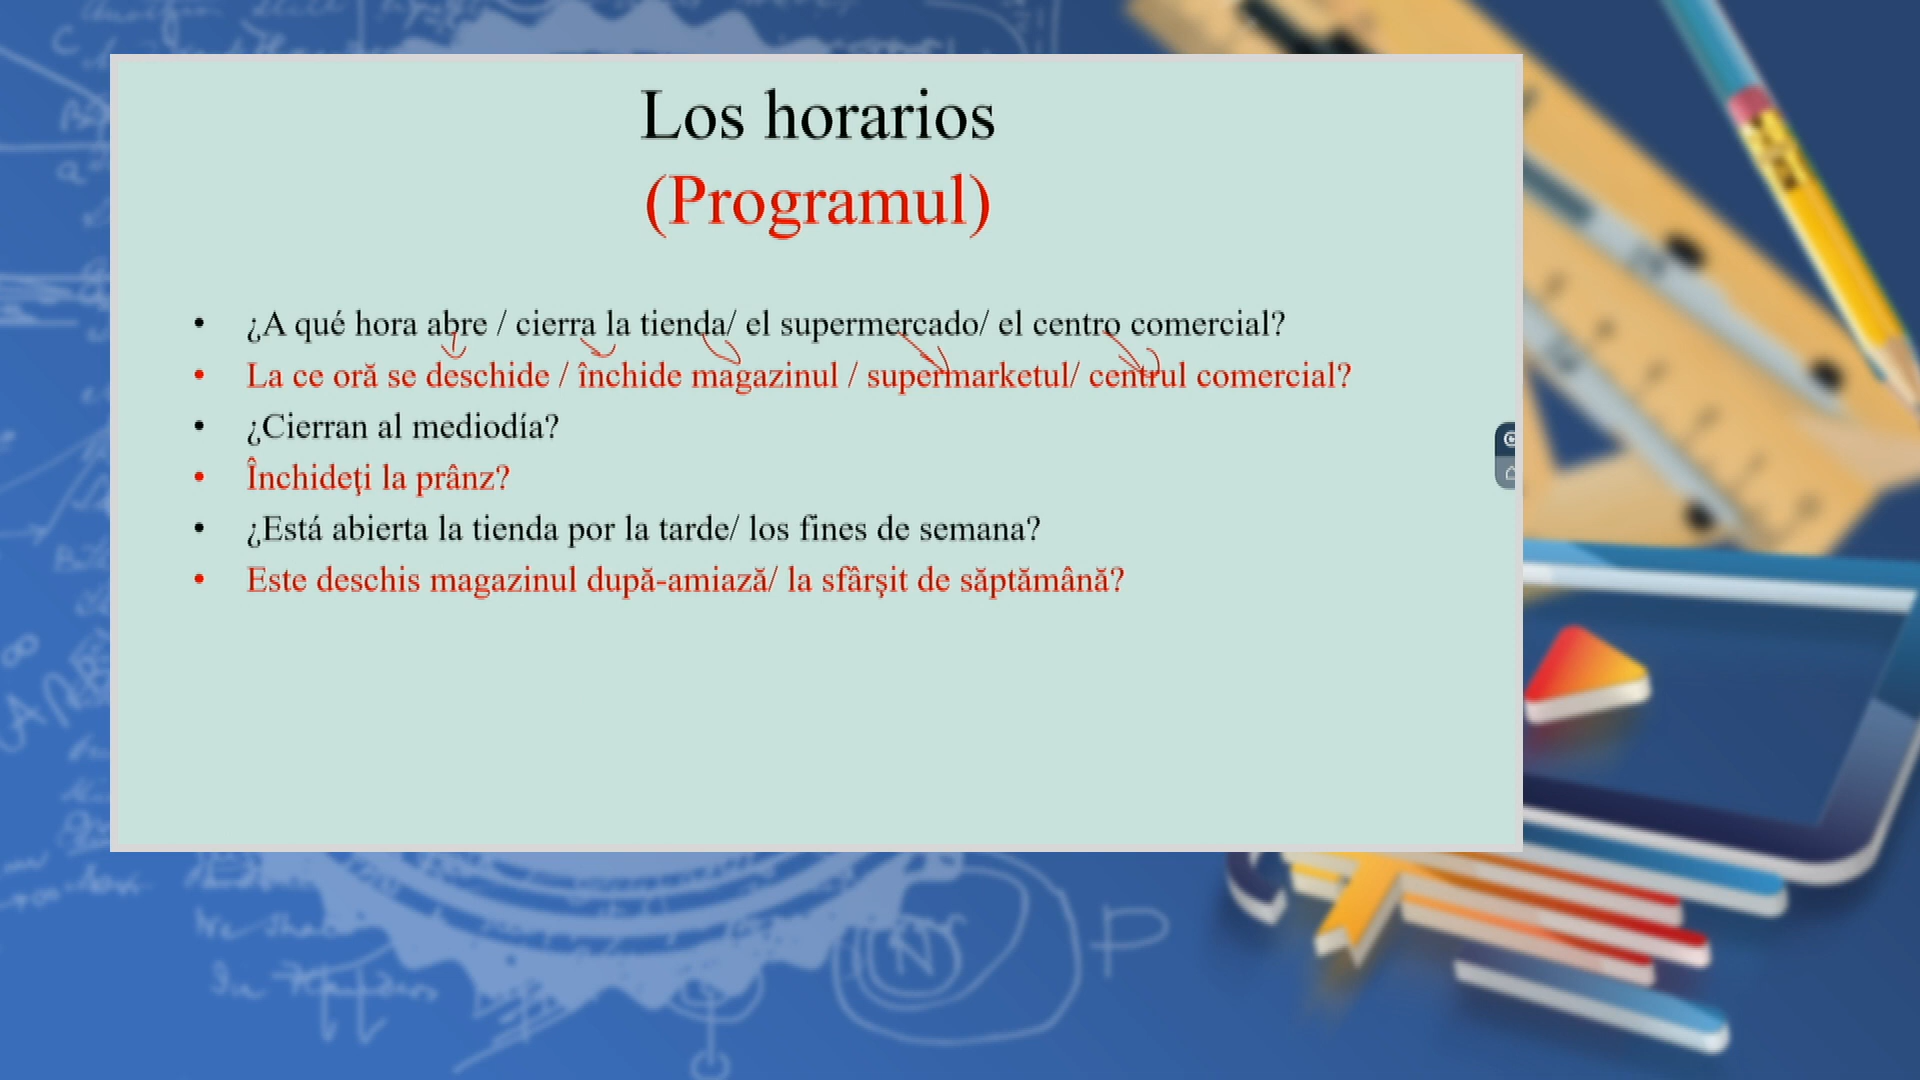 Los horarios
(Programul)
• ¿A qué hora abre / cierra la tienda/ el supermercado/ el centro comercial?
• La ce oră se deschide / închide magazinul / supermarketul/ centrul comercial?
• ¿Cierran al mediodía?
• Închideţi la prânz?
• ¿Está abierta la tienda por la tarde/ los fines de semana?
• Este deschis magazinul după-amiază/ la sfârşit de săptămână?
P